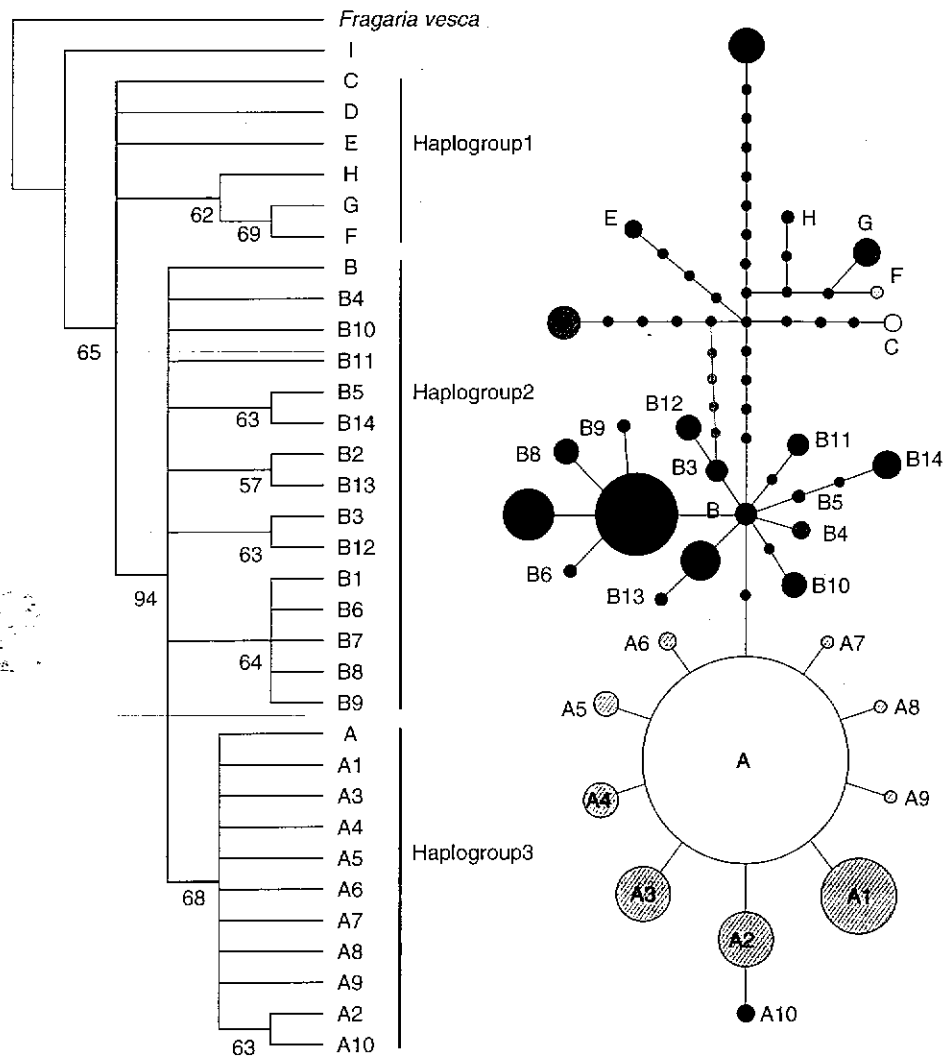 Fragaria vesca
I
C
D
E
H
G
F
B
B4
B10
B11
B5
B14
B2
B13
B3
B12
B1
B6
B7
B8
B9
A
A1
A3
A4
A5
A6
A7
A8
A9
A2
A10
Haplogroup1
Haplogroup2
Haplogroup3
62
69
65
63
57
63
94
64
68
63
E
H
G
F
C
B12
B9
B8
B3
B11
B14
B
B5
B4
B6
B13
B10
A6
A7
A5
A8
A
A4
A9
A3
A1
A2
A10